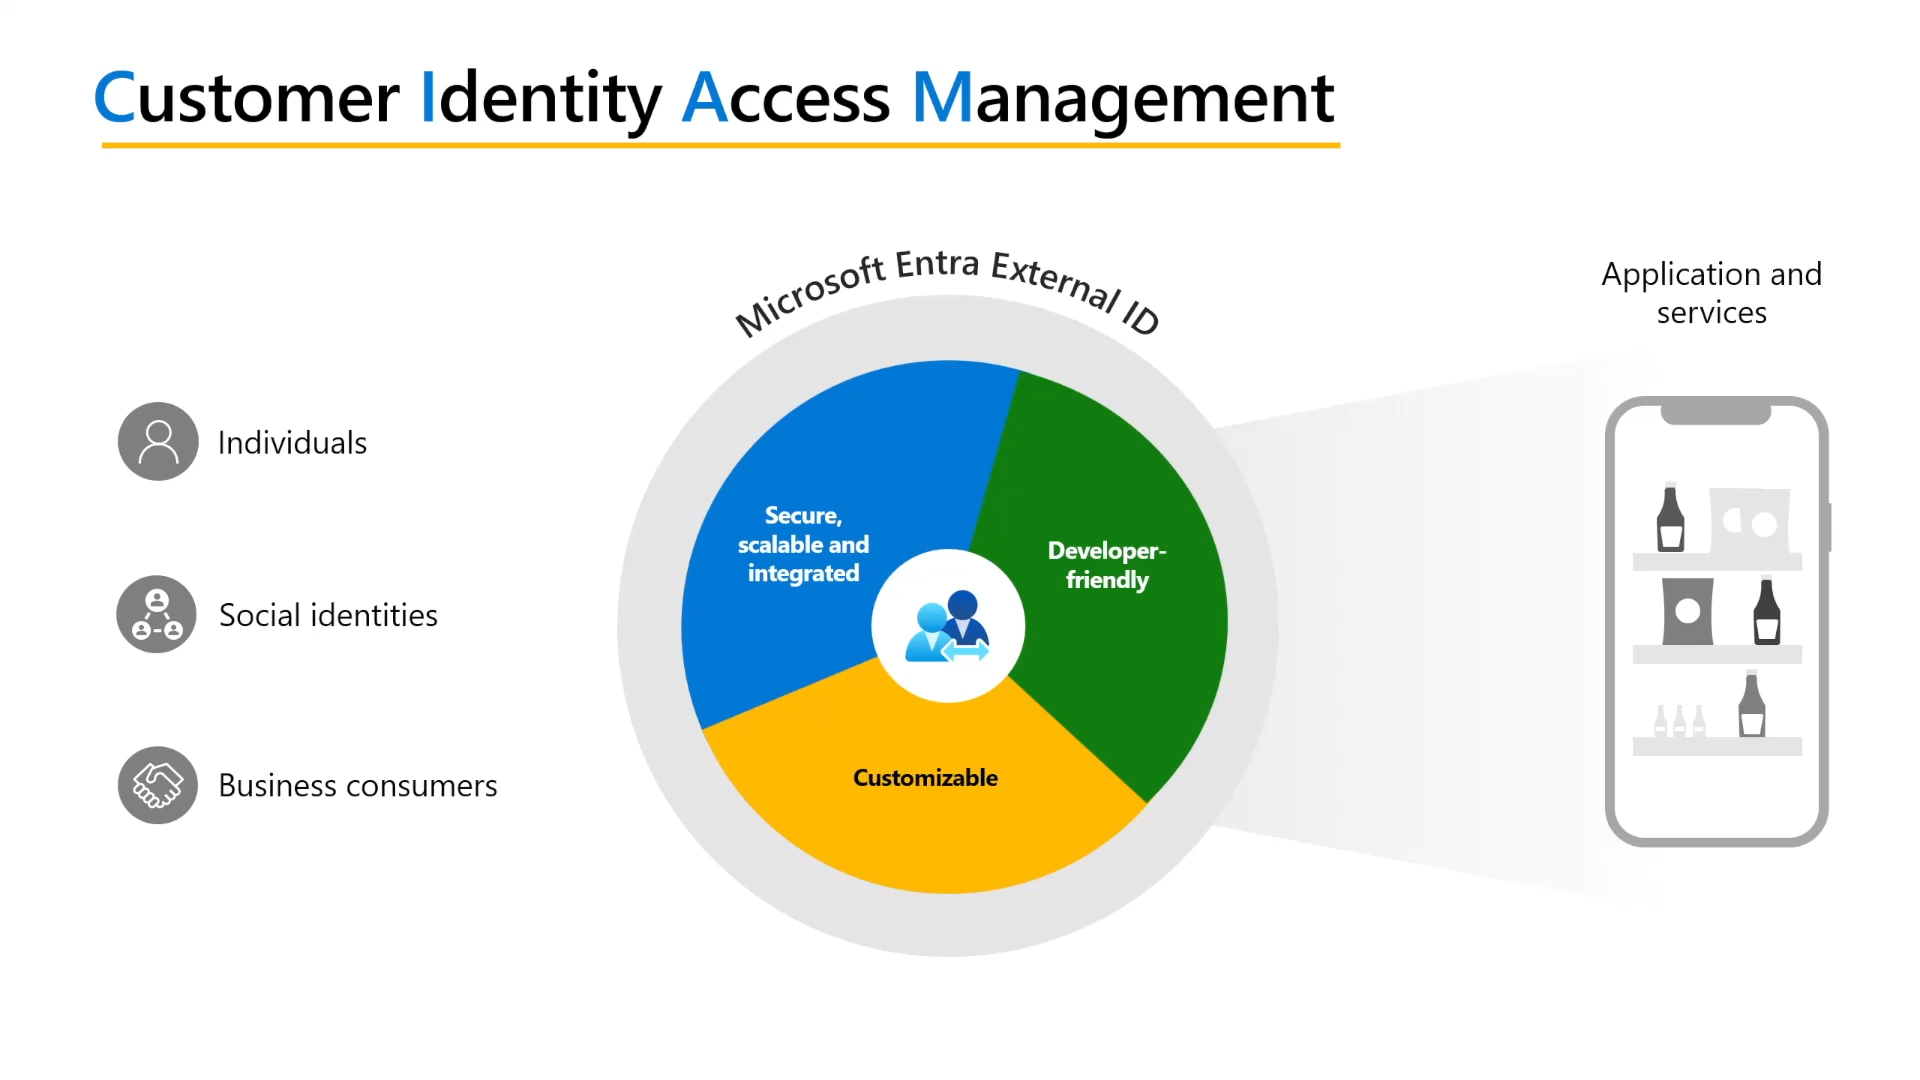 Customer Identity Access Management
Individuals
Social identities
Business consumers
Microsoft Entra External ID
Secure,
scalable and
integrated
Developer-
friendly
Customizable
Application and
services